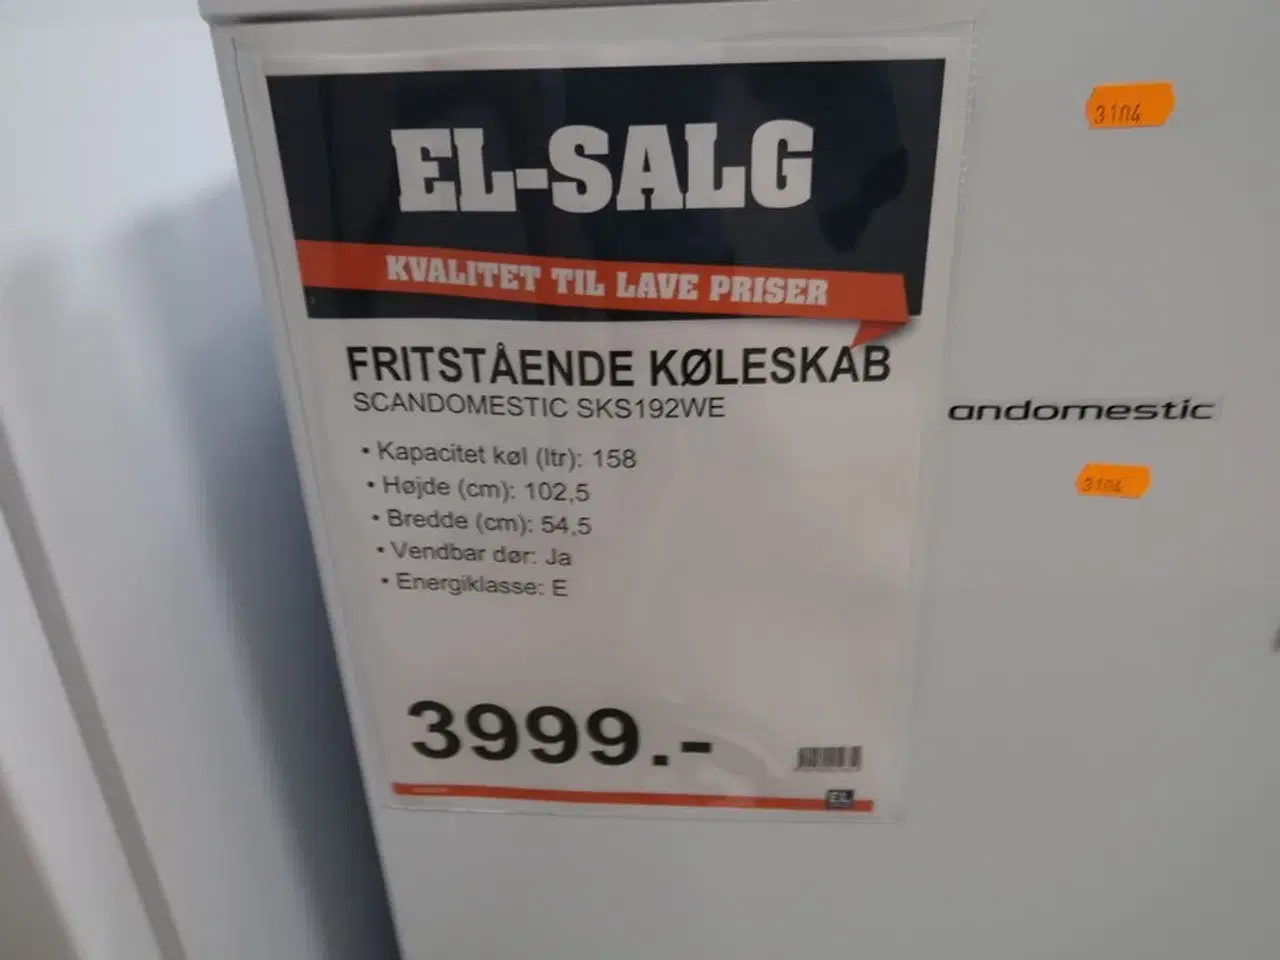 EL-SALG
KVALITET TIL LAVE PRISER
FRITSTÅENDE KØLESKAB
SCANDOMESTIC SKS192WE
• Kapacitet køl (ltr): 158
• Højde (cm): 102,5
• Bredde (cm): 54,5
• Vendbar dør: Ja
• Energiklasse: E
3999.-
EL
3104
andomestic
3104